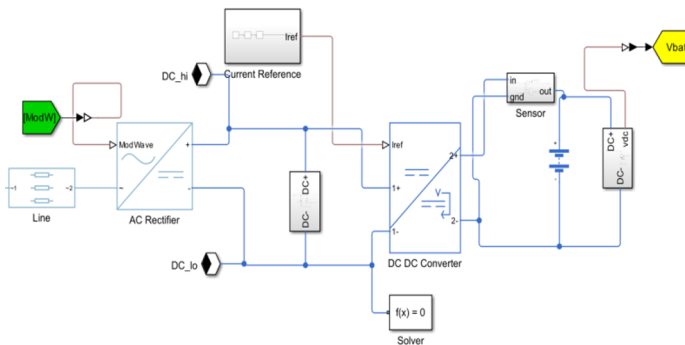 Iref
Current Reference
DC_hi
[ModW]
ModWave
+
~
-
AC Rectifier
~1
~2
Line
DC+
DC-
DC_lo
Iref
1+
1-
2+
2-
V
DC DC Converter
f(x) = 0
Solver
in
gnd
out
Sensor
+
-
DC+
DC-
vdc
Vbat